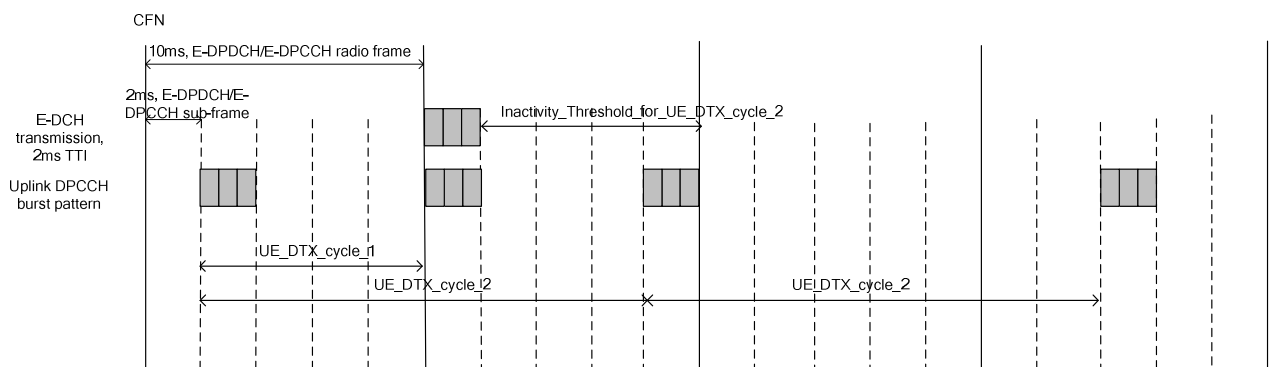 CFN
10ms, E-DPDCH/E-DPCCH radio frame
2ms, E-DPDCH/E-
DPCCH sub-frame
E-DCH
transmission,
2ms TTI
Inactivity_Threshold_for_UE_DTX_cycle_2
Uplink DPCCH
burst pattern
UE_DTX_cycle_1
UE_DTX_cycle_2
UE_DTX_cycle_2